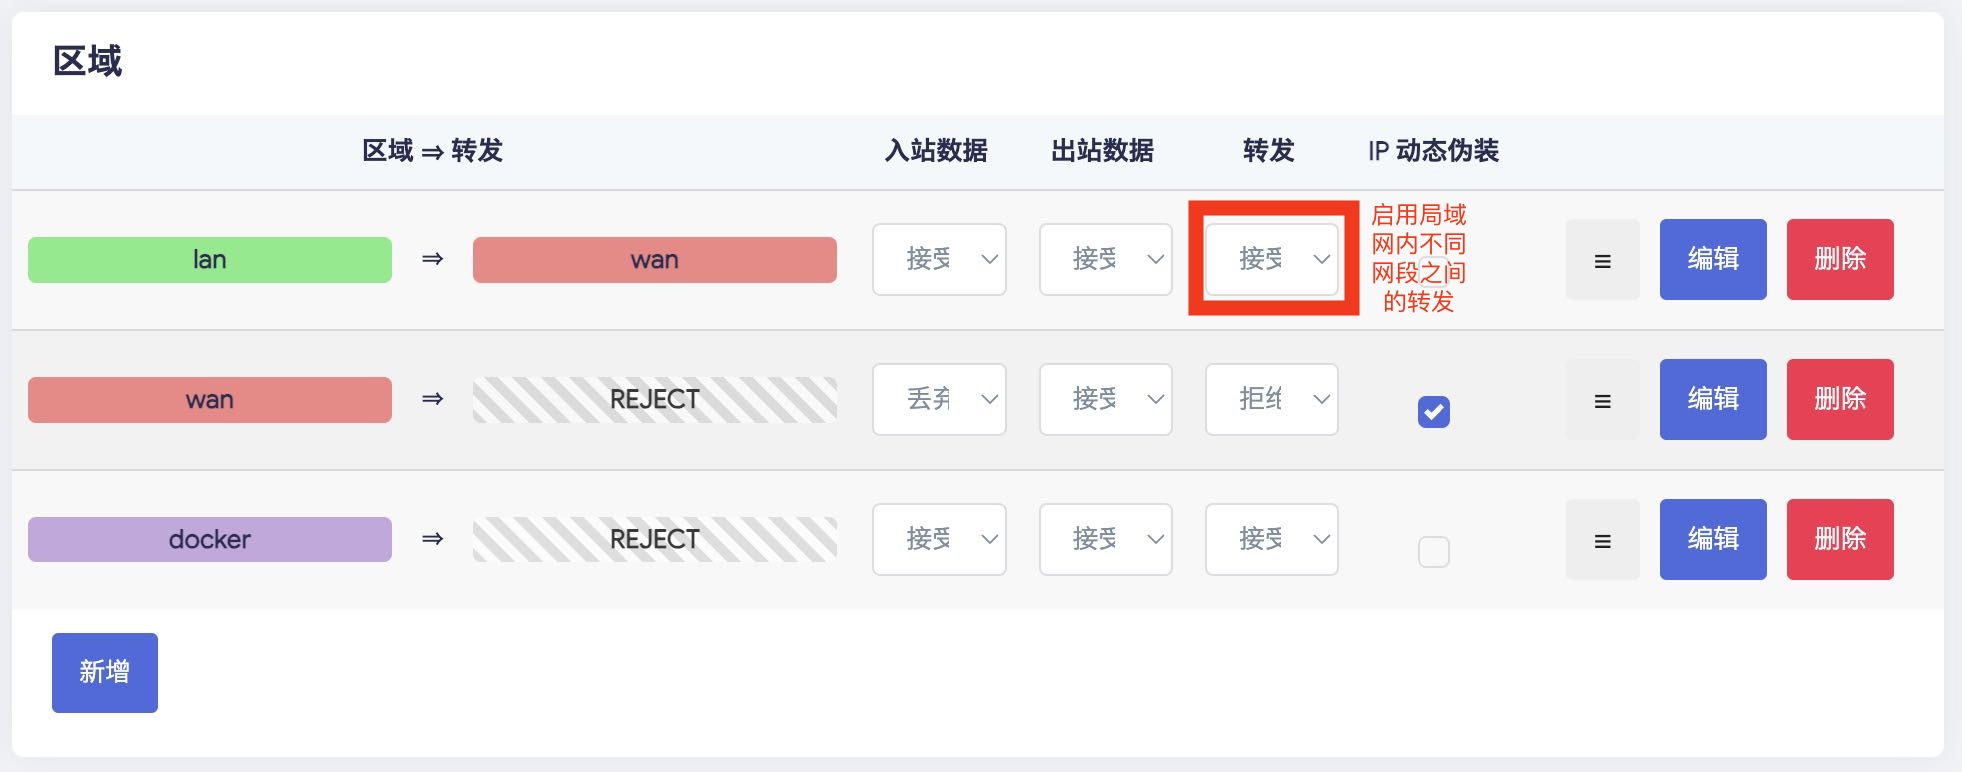 区域
区域 ⇒ 转发 入站数据 出站数据 转发 IP 动态伪装
lan ⇒ wan 接受 接受 接受 ≡ 编辑 删除
启用局域
网内不同
网段之间
的转发
wan ⇒ REJECT 丢弃 接受 拒绝 ≡ 编辑 删除
docker ⇒ REJECT 接受 接受 接受 ≡ 编辑 删除
新增